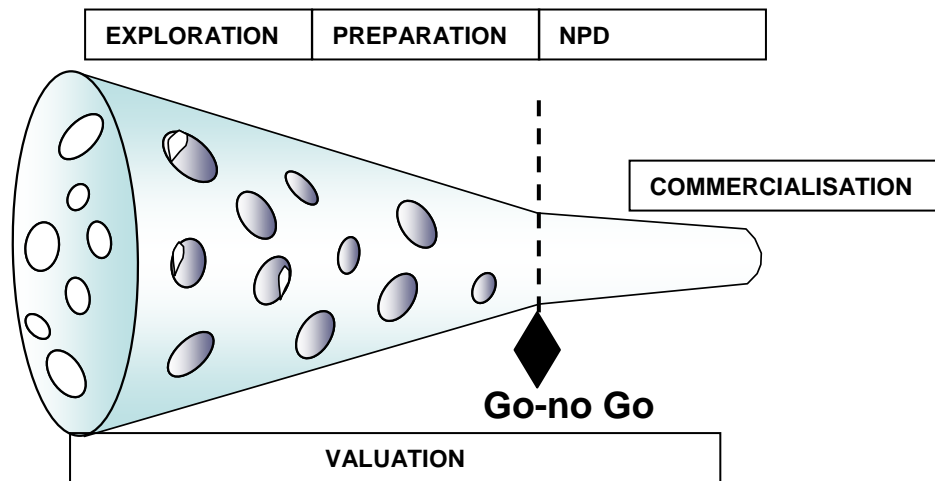 EXPLORATION
PREPARATION
NPD
COMMERCIALISATION
Go-no Go
VALUATION